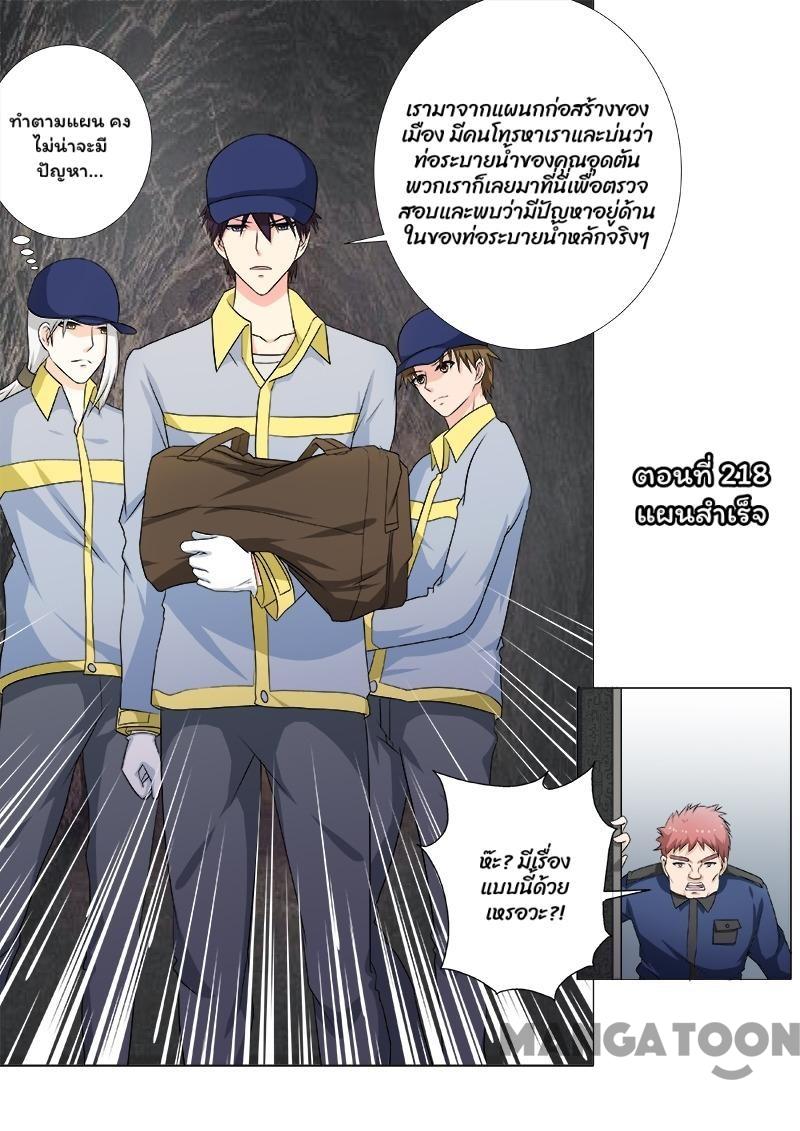 ทำตามแผน คง
ไม่น่าจะมี
ปัญหา...
เรามาจากแผนกก่อสร้างของ
เมือง มีคนโทรหาเราและบ่นว่า
ท่อระบายน้ำของคุณอุดตัน
พวกเราก็เลยมาที่นี่เพื่อตรวจ
สอบและพบว่ามีปัญหาอยู่ด้าน
ในของท่อระบายน้ำหลักจริงๆ
ตอนที่ 218
แผนสำเร็จ
ห๊ะ? มีเรื่อง
แบบนี้ด้วย
เหรอวะ?!
MANGATOON